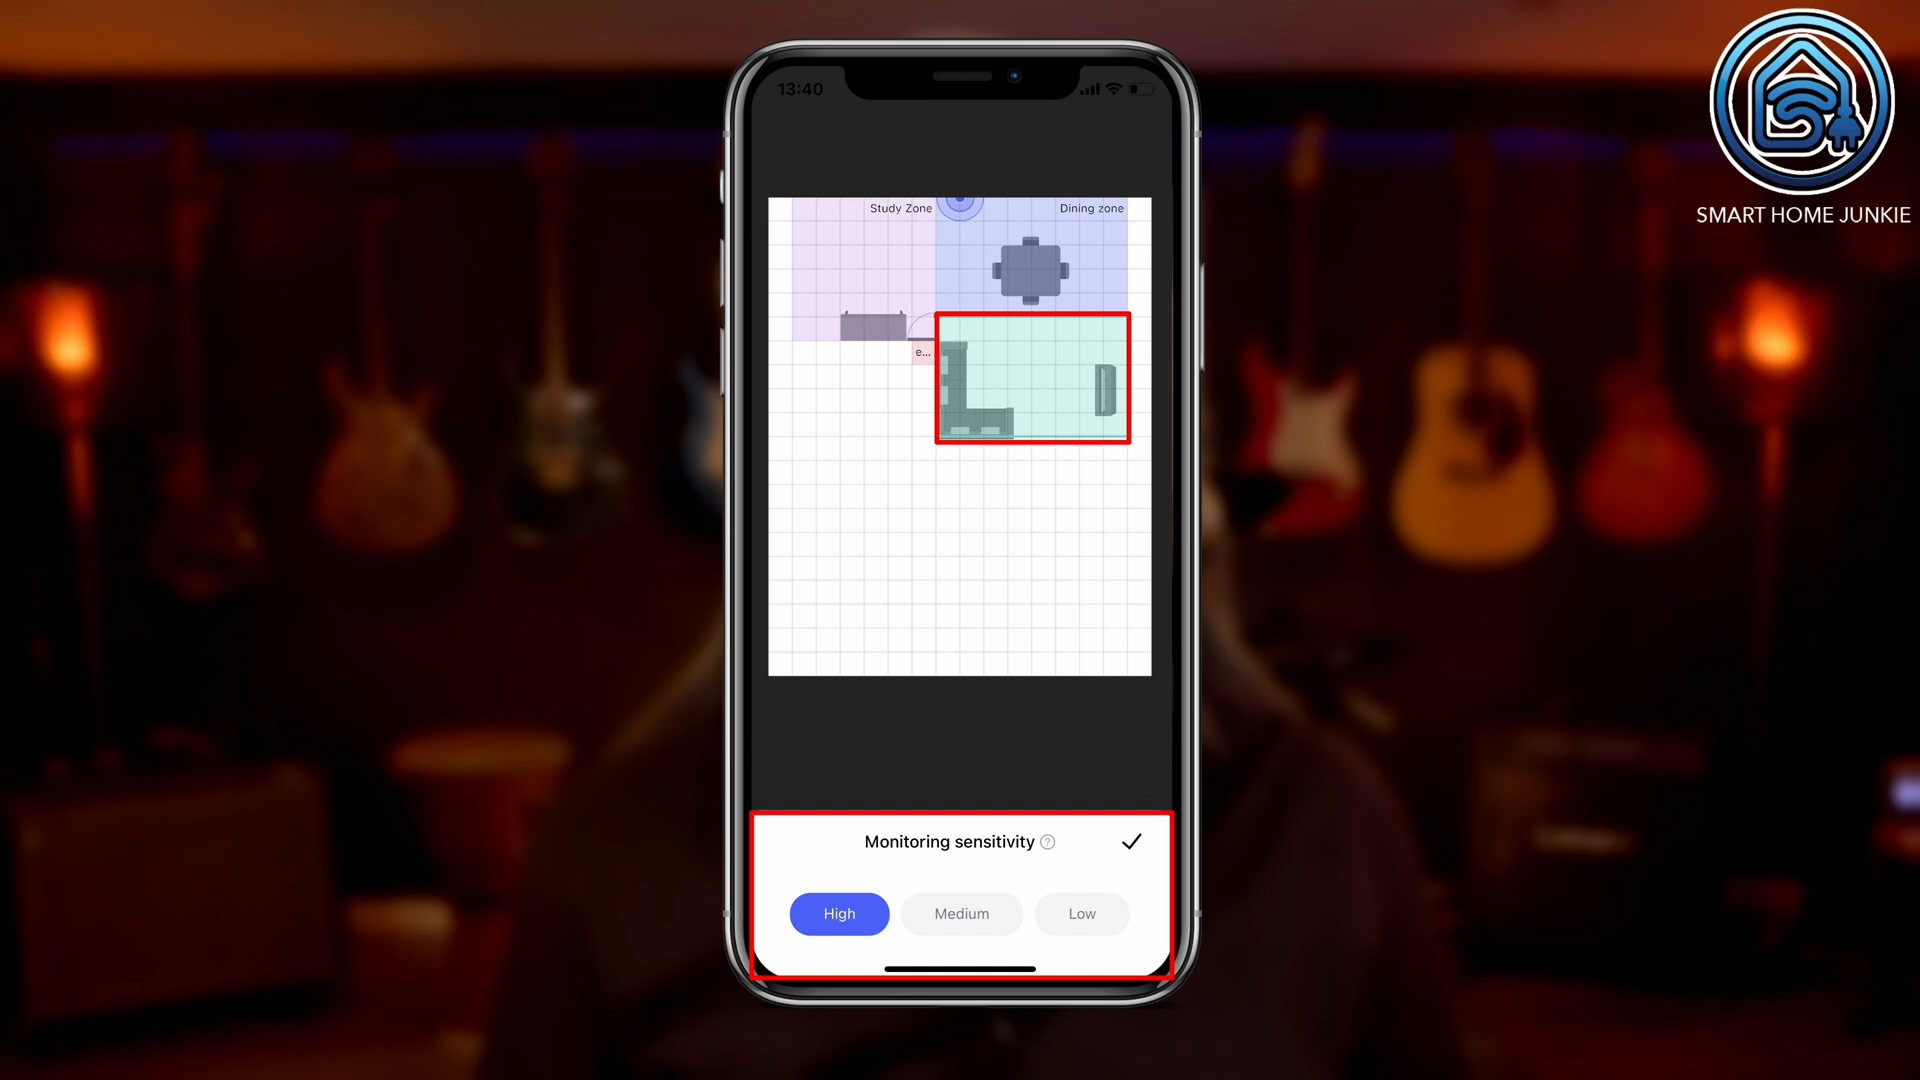 13:40
Study Zone
Dining zone
e...
Monitoring sensitivity ?
High
Medium
Low
SMART HOME JUNKIE